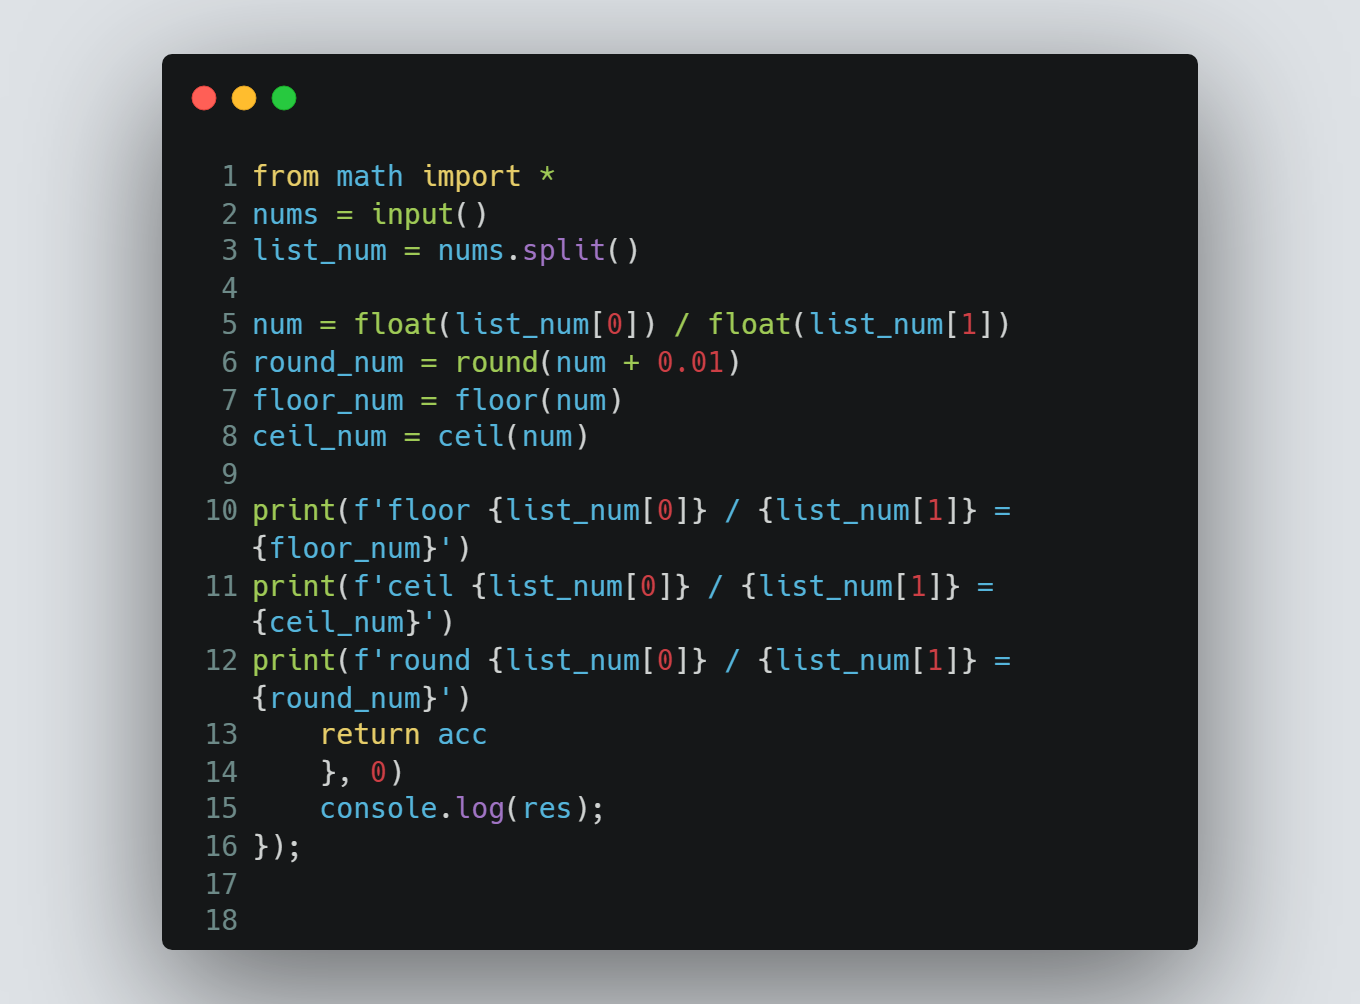 1 from math import *
2 nums = input()
3 list_num = nums.split()
4
5 num = float(list_num[0]) / float(list_num[1])
6 round_num = round(num + 0.01)
7 floor_num = floor(num)
8 ceil_num = ceil(num)
9
10 print(f'floor {list_num[0]} / {list_num[1]} =
{floor_num}')
11 print(f'ceil {list_num[0]} / {list_num[1]} =
{ceil_num}')
12 print(f'round {list_num[0]} / {list_num[1]} =
{round_num}')
13     return acc
14     }, 0)
15     console.log(res);
16 });
17
18